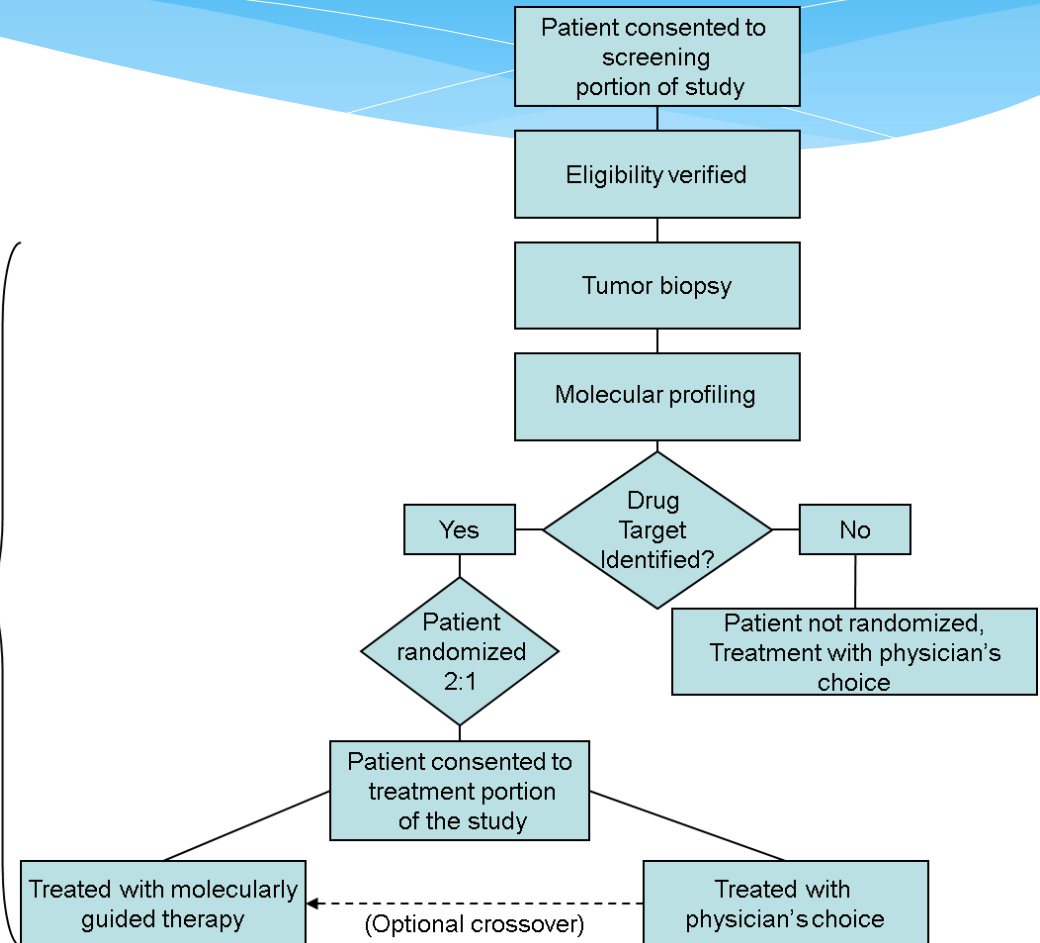 Patient consented to
screening
portion of study
Eligibility verified
Tumor biopsy
Molecular profiling
Drug
Target
Identified?
Yes
No
Patient
randomized
2:1
Patient not randomized,
Treatment with physician's
choice
Patient consented to
treatment portion
of the study
Treated with molecularly
guided therapy
(Optional crossover)
Treated with
physician's choice